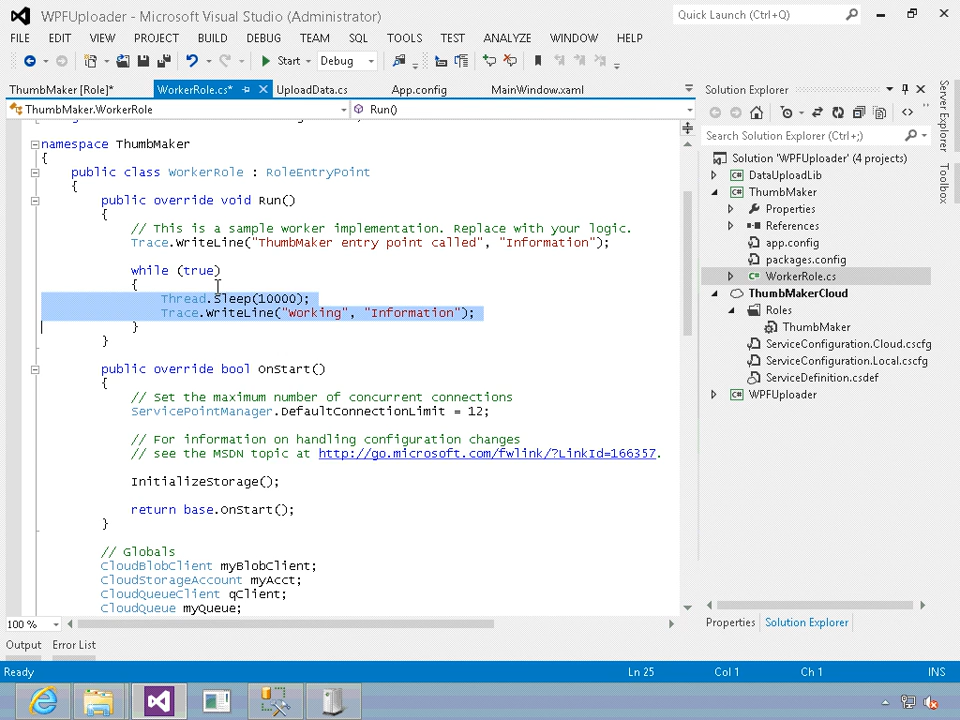 WPFUploader - Microsoft Visual Studio (Administrator)
Quick Launch (Ctrl+Q)
FILE EDIT VIEW PROJECT BUILD DEBUG TEAM SQL TOOLS TEST ANALYZE WINDOW HELP
Start Debug
ThumbMaker [Role]* WorkerRole.cs* UploadData.cs App.config MainWindow.xaml
ThumbMaker.WorkerRole Run()
namespace ThumbMaker
{
public class WorkerRole : RoleEntryPoint
{
public override void Run()
{
// This is a sample worker implementation. Replace with your logic.
Trace.WriteLine("ThumbMaker entry point called", "Information");
while (true)
{
Thread.Sleep(10000);
Trace.WriteLine("Working", "Information");
}
}
public override bool OnStart()
{
// Set the maximum number of concurrent connections
ServicePointManager.DefaultConnectionLimit = 12;
// For information on handling configuration changes
// see the MSDN topic at http://go.microsoft.com/fwlink/?LinkId=166357.
InitializeStorage();
return base.OnStart();
}
// Globals
CloudBlobClient myBlobClient;
CloudStorageAccount myAcct;
CloudQueueClient qClient;
CloudQueue myQueue;
100 %
Solution Explorer
Search Solution Explorer (Ctrl+;)
Solution 'WPFUploader' (4 projects)
DataUploadLib
ThumbMaker
Properties
References
app.config
packages.config
WorkerRole.cs
ThumbMakerCloud
Roles
ThumbMaker
ServiceConfiguration.Cloud.cscfg
ServiceConfiguration.Local.cscfg
ServiceDefinition.csdef
WPFUploader
Properties Solution Explorer
Server Explorer
Toolbox
Output Error List
Ready Ln 25 Col 1 Ch 1 INS